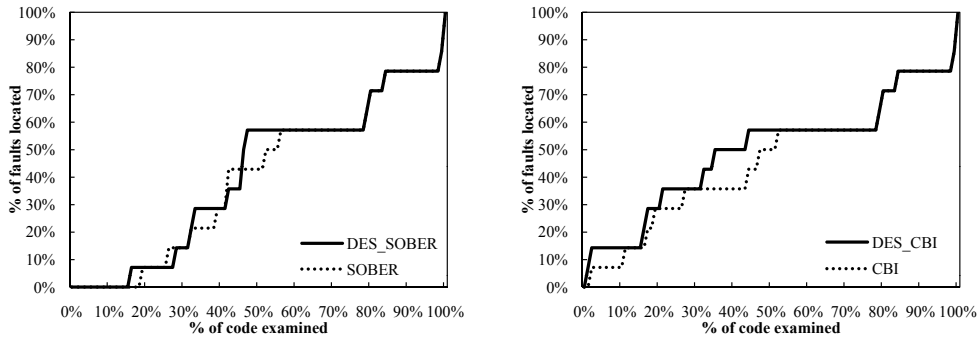 100%
90%
80%
70%
60%
50%
40%
30%
20%
10%
0%
% of faults located
DES_SOBER
SOBER
0% 10% 20% 30% 40% 50% 60% 70% 80% 90% 100%
% of code examined
100%
90%
80%
70%
60%
50%
40%
30%
20%
10%
0%
% of faults located
DES_CBI
CBI
0% 10% 20% 30% 40% 50% 60% 70% 80% 90% 100%
% of code examined